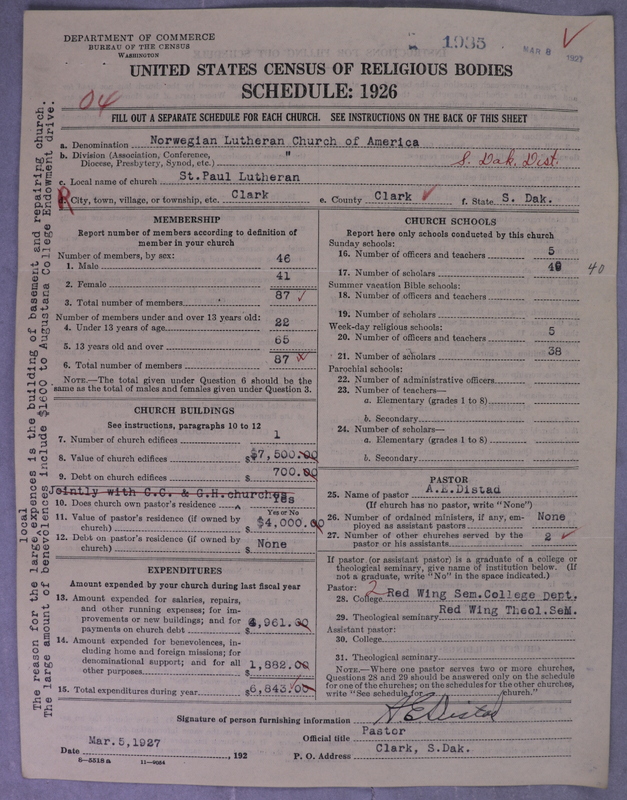 DEPARTMENT OF COMMERCE
BUREAU OF THE CENSUS
WASHINGTON
1935
MAR 8 1927
UNITED STATES CENSUS OF RELIGIOUS BODIES
SCHEDULE: 1926
04
FILL OUT A SEPARATE SCHEDULE FOR EACH CHURCH. SEE INSTRUCTIONS ON THE BACK OF THIS SHEET
a. Denomination Norwegian Lutheran Church of America
b. Division (Association, Conference, Diocese, Presbytery, Synod, etc.) " S. Dak. Dist.
c. Local name of church St.Paul Lutheran
R City, town, village, or township, etc. Clark e. County Clark f. State S. Dak.
MEMBERSHIP
Report number of members according to definition of
member in your church
Number of members, by sex:
1. Male 46
2. Female 41
3. Total number of members 87
Number of members under and over 13 years old:
4. Under 13 years of age 22
5. 13 years old and over 65
6. Total number of members 87
NOTE.—The total given under Question 6 should be the
same as the total of males and females given under Question 3.
CHURCH BUILDINGS
See instructions, paragraphs 10 to 12
7. Number of church edifices 1
8. Value of church edifices $7,500.00
9. Debt on church edifices $ 700.00
Jointly with C.C. & G.H.churches
10. Does church own pastor's residence? Yes
Yes or No
11. Value of pastor's residence (if owned by
church) $4,000.00
12. Debt on pastor's residence (if owned by
church) $ None
EXPENDITURES
Amount expended by your church during last fiscal year
13. Amount expended for salaries, repairs,
and other running expenses; for im-
provements or new buildings; and for
payments on church debt $4,961.00
14. Amount expended for benevolences, in-
cluding home and foreign missions; for
denominational support; and for all
other purposes $1,882.00
15. Total expenditures during year $6,843.00
CHURCH SCHOOLS
Report here only schools conducted by this church
Sunday schools:
16. Number of officers and teachers 5
17. Number of scholars 40 40
Summer vacation Bible schools:
18. Number of officers and teachers
19. Number of scholars
Week-day religious schools:
20. Number of officers and teachers 5
21. Number of scholars 38
Parochial schools:
22. Number of administrative officers
23. Number of teachers—
a. Elementary (grades 1 to 8)
b. Secondary
24. Number of scholars—
a. Elementary (grades 1 to 8)
b. Secondary
PASTOR
25. Name of pastor A.E.Distad
(If church has no pastor, write "None")
26. Number of ordained ministers, if any, em-
ployed as assistant pastors None
27. Number of other churches served by the
pastor or his assistants 2
If pastor (or assistant pastor) is a graduate of a college or
theological seminary, give name of institution below. (If
not a graduate, write "No" in the space indicated.)
Pastor:
28. College 2 Red Wing Sem.College Dept.
29. Theological seminary Red Wing Theol.SeM.
Assistant pastor:
30. College
31. Theological seminary
NOTE.—Where one pastor serves two or more churches,
Questions 28 and 29 should be answered only on the schedule
for one of the churches; on the schedules for the other churches,
write "See schedule for church."
Signature of person furnishing information A E Distad
Official title Pastor
Date Mar.5,1927 , 192 P. O. Address Clark, S.Dak.
5—5518a 11—9654
The reason for the large local expences is the building of basement and repairing church.
The large amount of benevolences include $1600 to Augustana College Endowment drive.